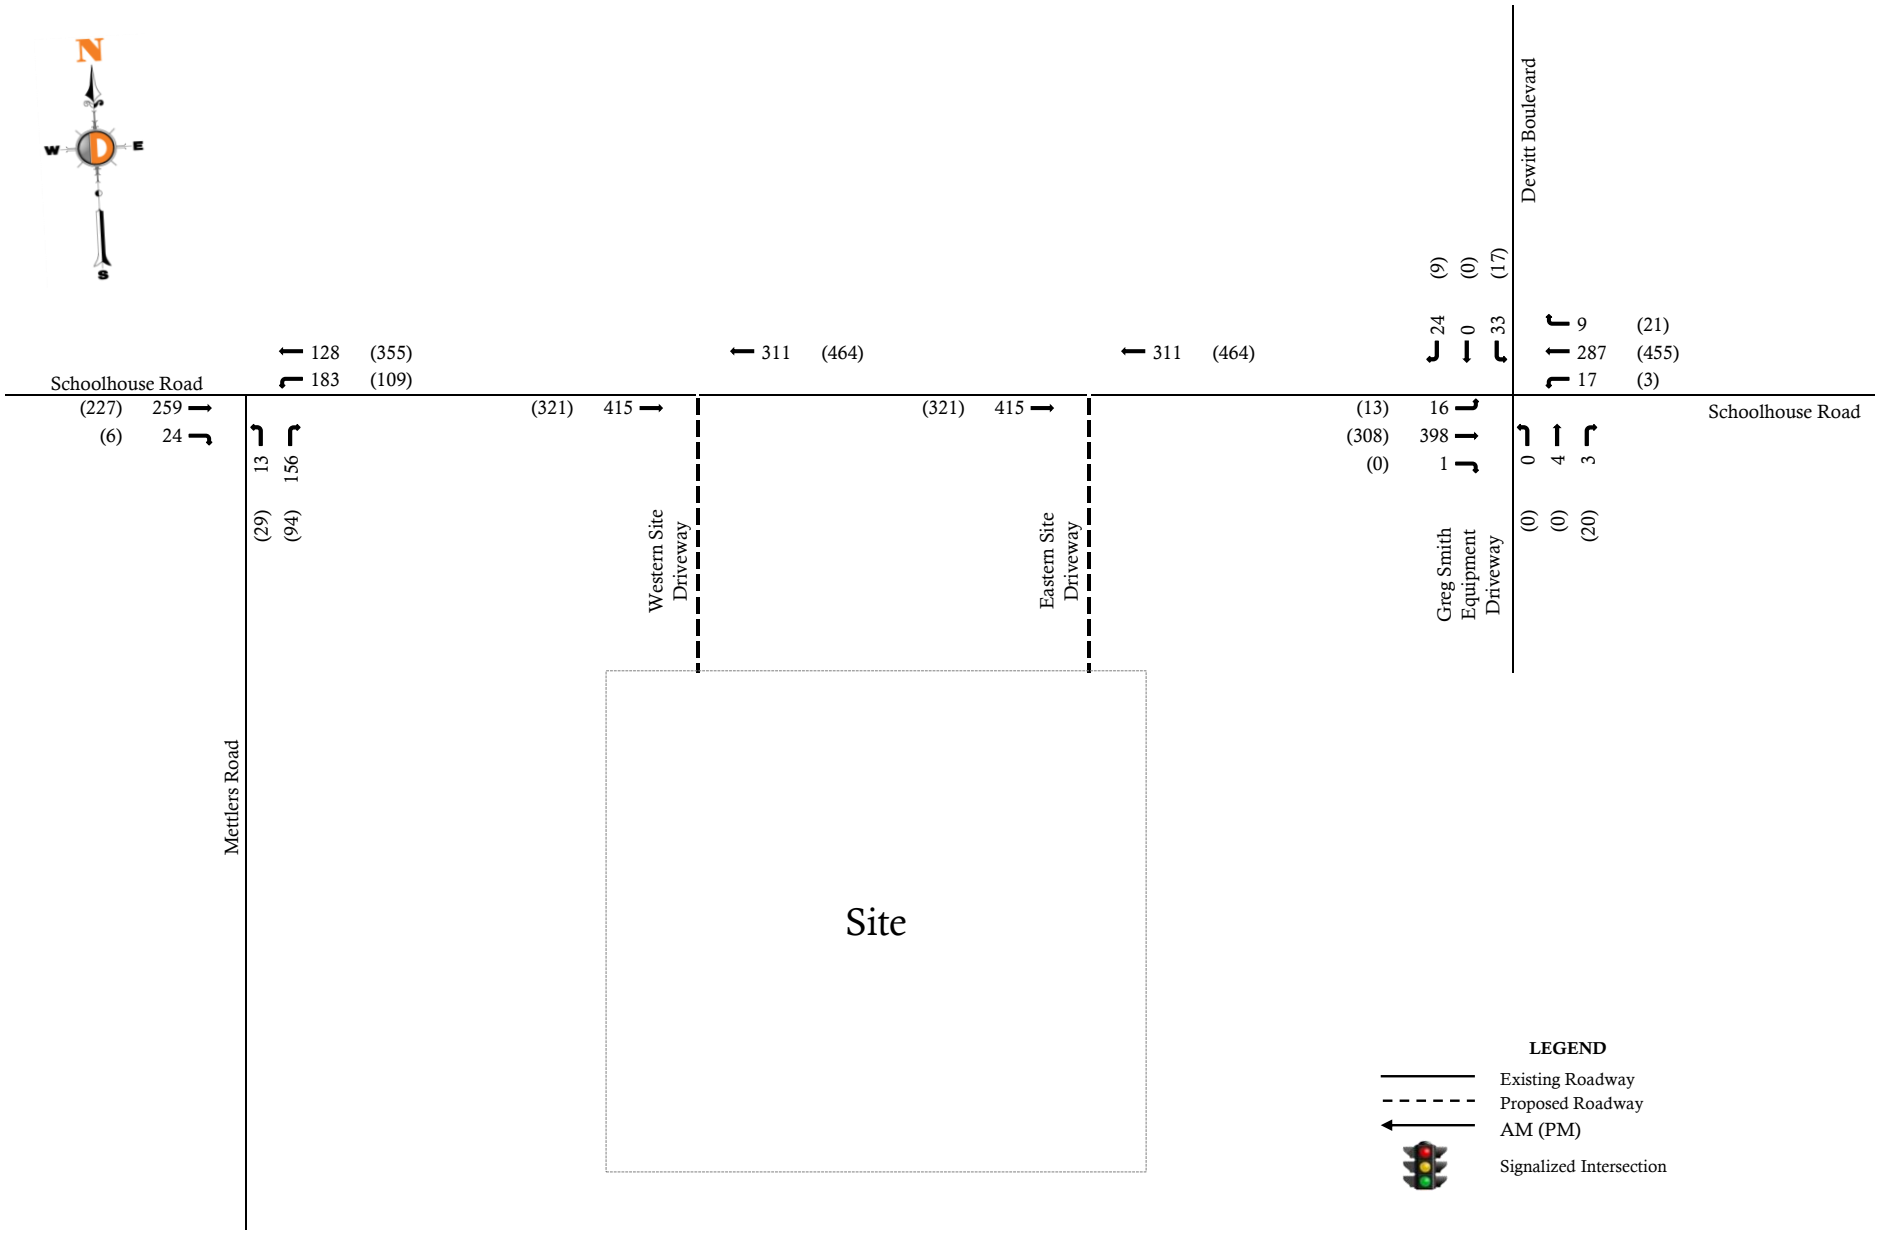 N
W
D
E
S
Dewitt Boulevard
(9) (0) (17)
24 0 33
9 (21)
128 (355)
311 (464)
311 (464)
287 (455)
Schoolhouse Road
183 (109)
17 (3)
(227) 259
(321) 415
(321) 415
(13) 16
Schoolhouse Road
(6) 24
(308) 398
(0) 1
13 156
(29) (94)
0 4 3
(0) (0) (20)
Western Site
Driveway
Eastern Site
Driveway
Greg Smith
Equipment
Driveway
Mettlers Road
Site
LEGEND
Existing Roadway
Proposed Roadway
AM (PM)
Signalized Intersection